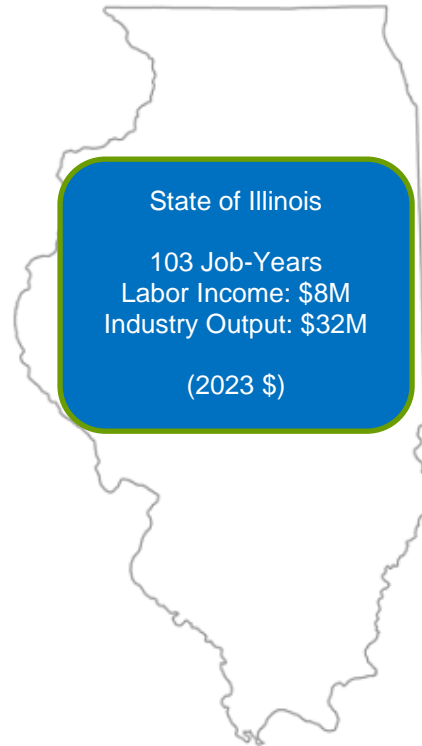 State of Illinois
103 Job-Years
Labor Income: $8M
Industry Output: $32M
(2023 $)